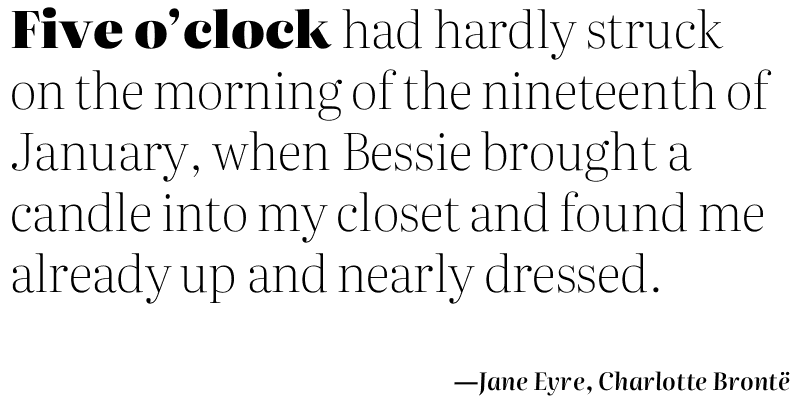 Five o’clock had hardly struck
on the morning of the nineteenth of
January, when Bessie brought a
candle into my closet and found me
already up and nearly dressed.
—Jane Eyre, Charlotte Brontë